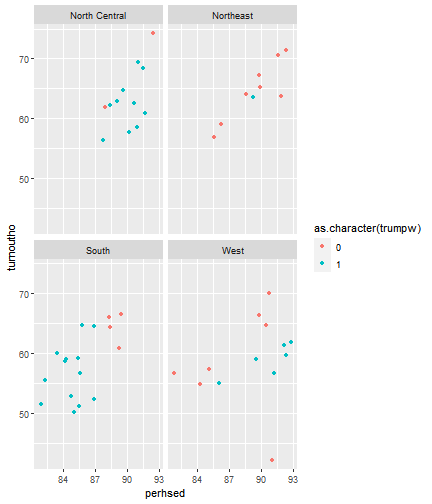 North Central Northeast
70
60
50
South West
70
60
50
84 87 90 93 84 87 90 93
perhsed
turnoutho
as.character(trumpw)
0
1